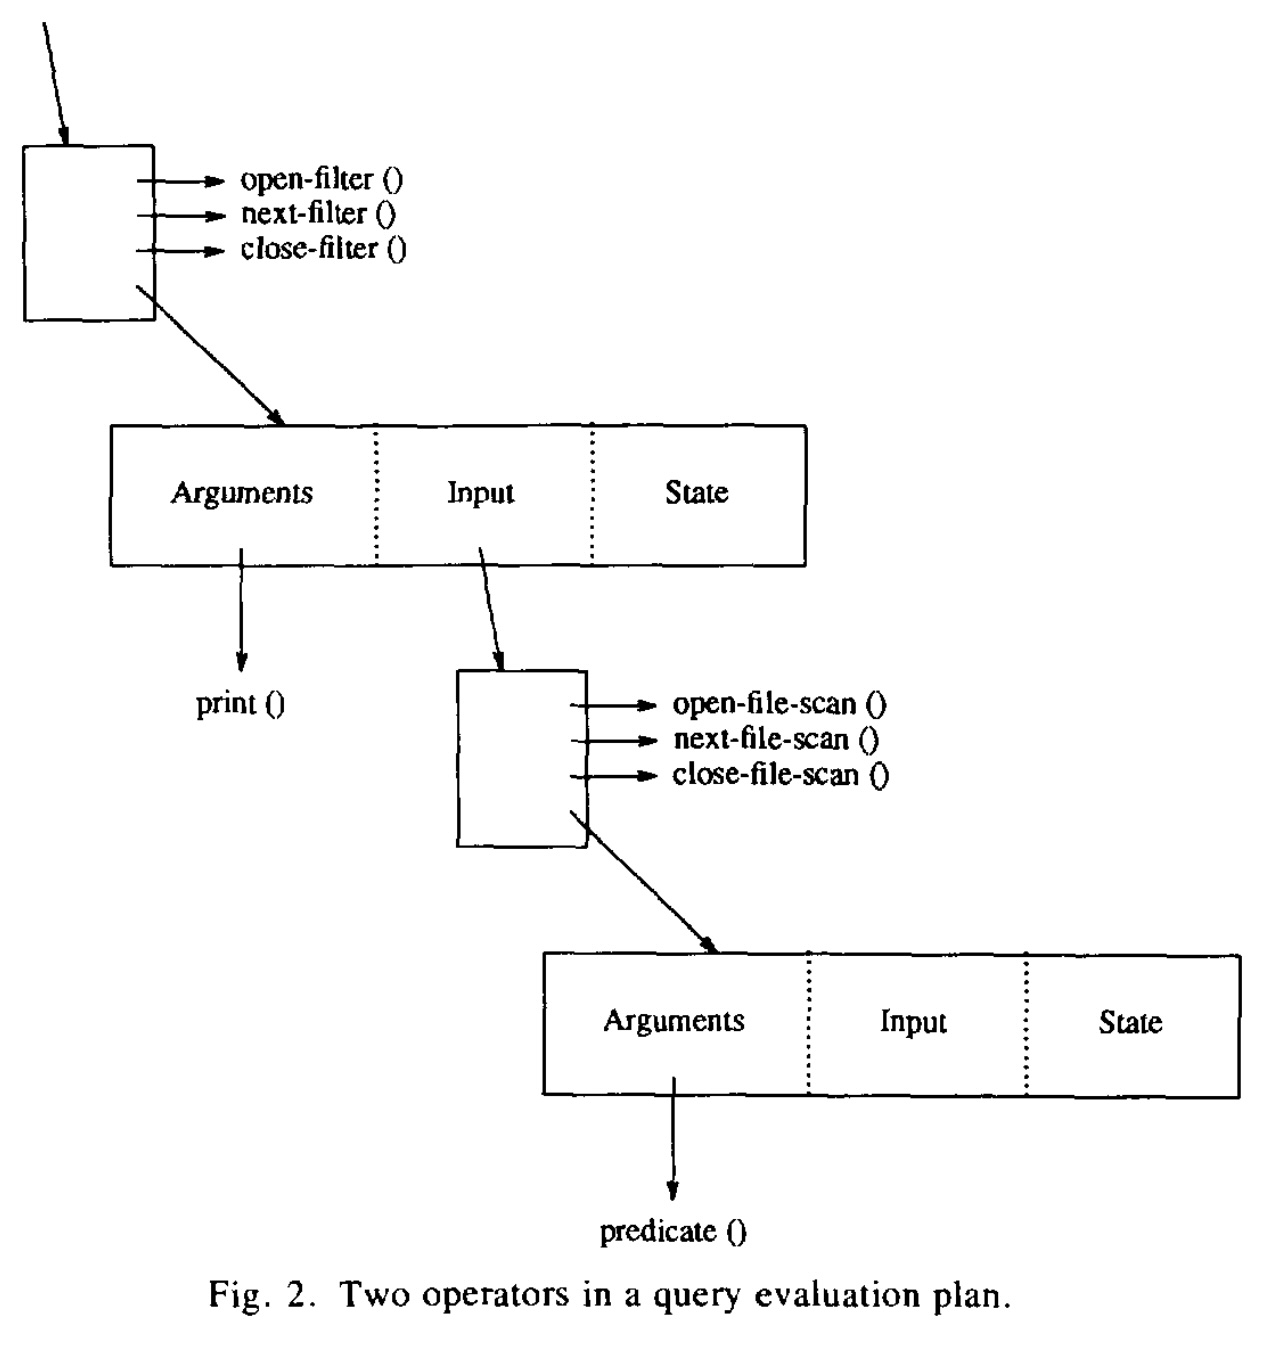 open-filter ()
next-filter ()
close-filter ()
Arguments Input State
print ()
open-file-scan ()
next-file-scan ()
close-file-scan ()
Arguments Input State
predicate ()
Fig. 2. Two operators in a query evaluation plan.